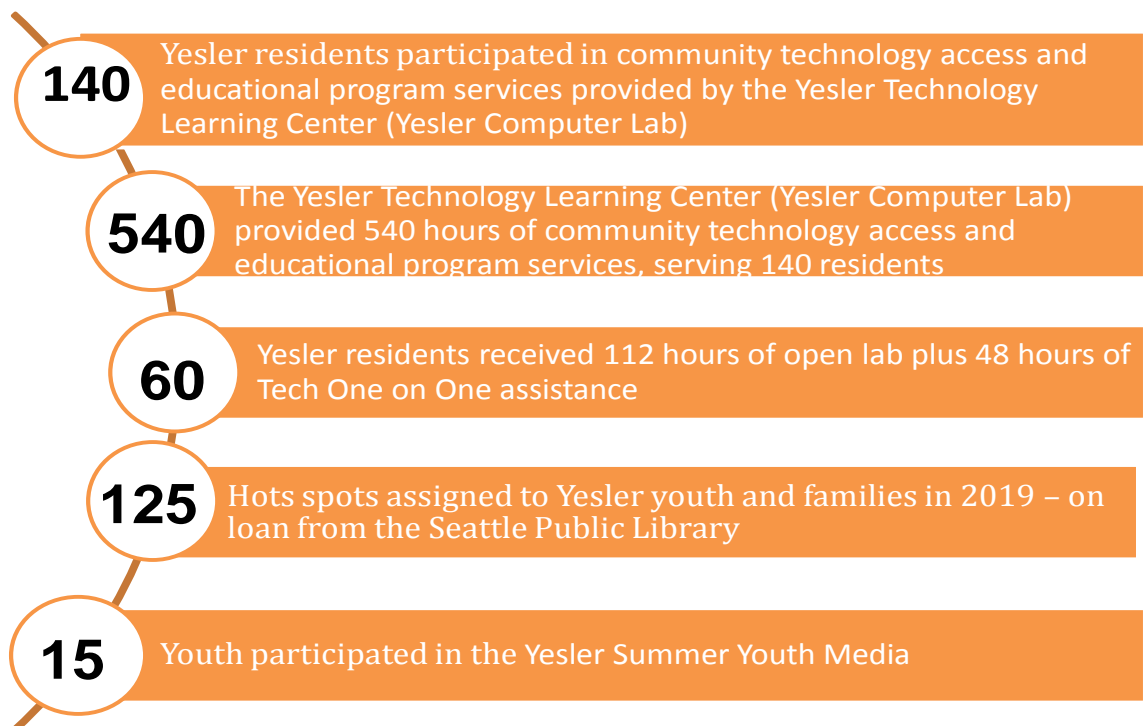 140
Yesler residents participated in community technology access and
educational program services provided by the Yesler Technology
Learning Center (Yesler Computer Lab)
540
The Yesler Technology Learning Center (Yesler Computer Lab)
provided 540 hours of community technology access and
educational program services, serving 140 residents
60
Yesler residents received 112 hours of open lab plus 48 hours of
Tech One on One assistance
125
Hots spots assigned to Yesler youth and families in 2019 – on
loan from the Seattle Public Library
15
Youth participated in the Yesler Summer Youth Media